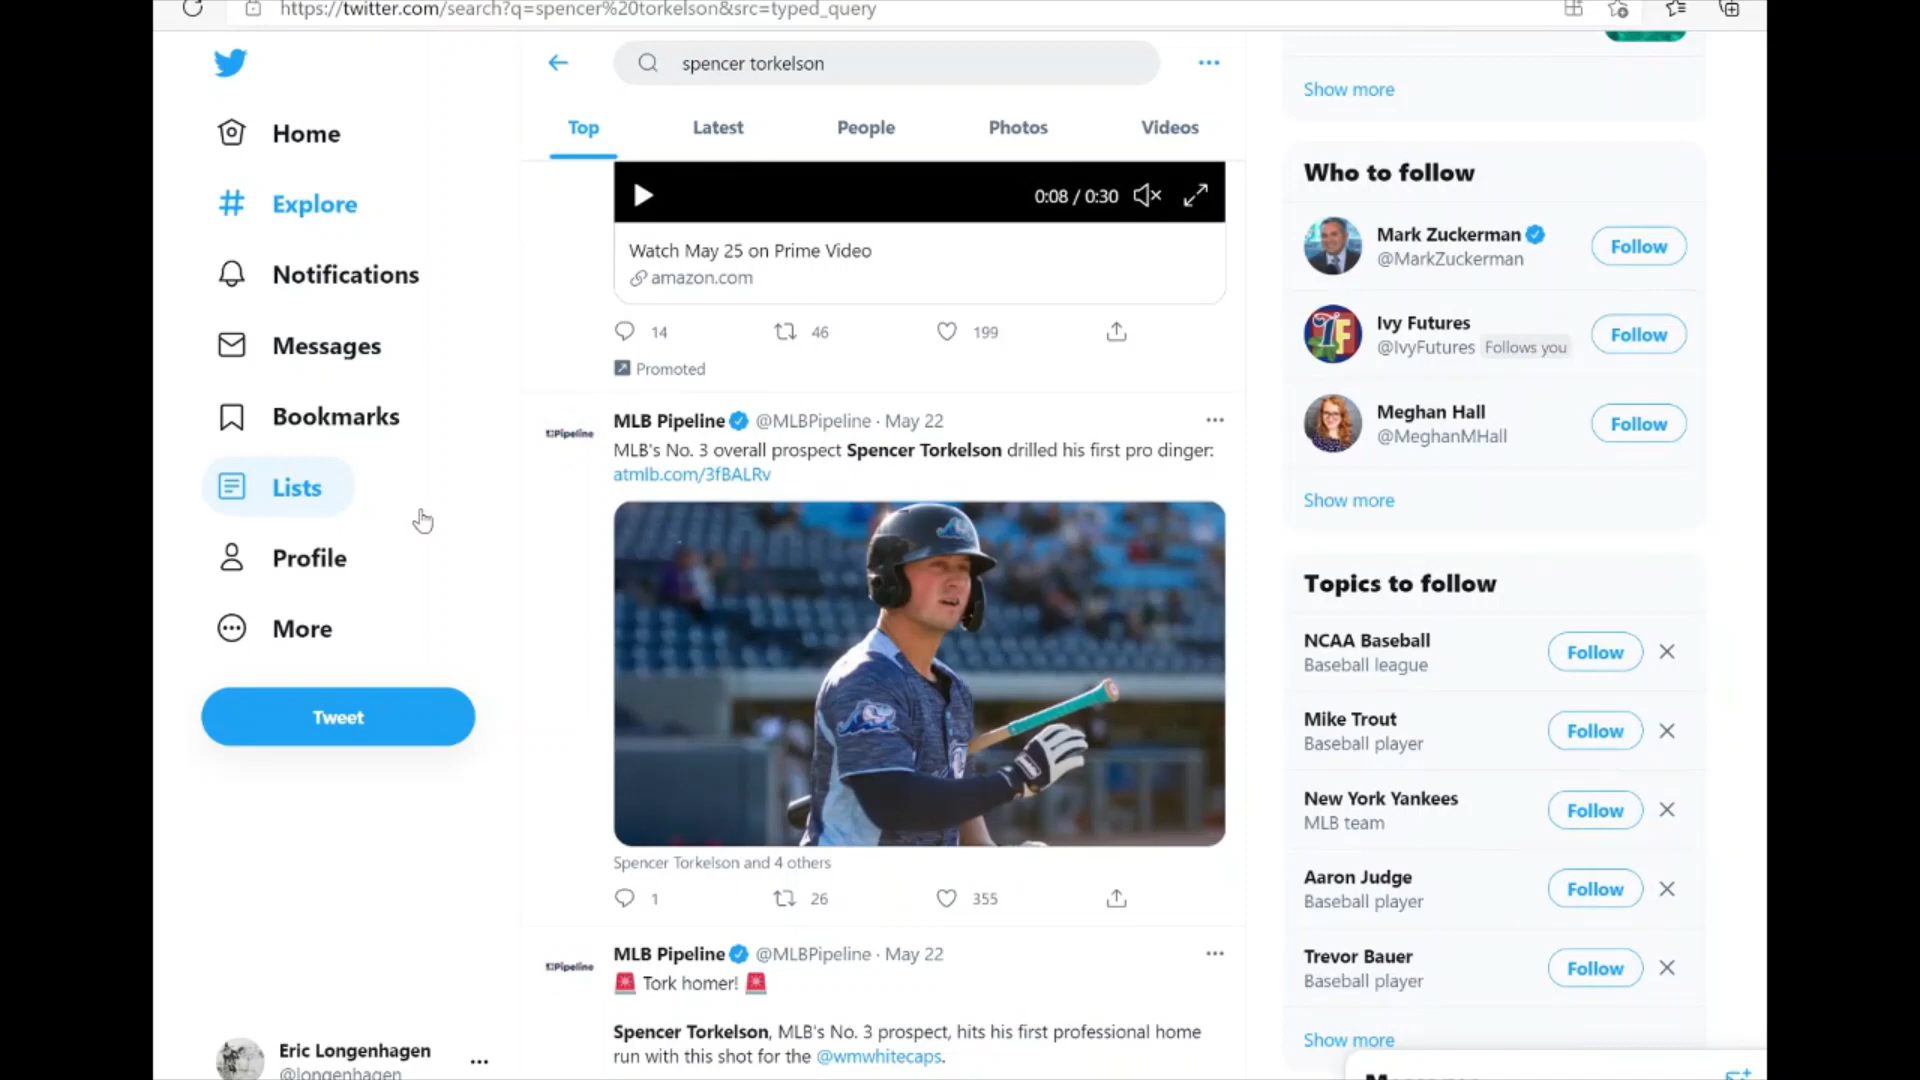 https://twitter.com/search?q=spencer%20torkelson&src=typed_query
Home
Explore
Notifications
Messages
Bookmarks
Lists
Profile
More
Tweet
Eric Longenhagen
@longenhagen
spencer torkelson
Top
Latest
People
Photos
Videos
0:08 / 0:30
Watch May 25 on Prime Video
amazon.com
14
46
199
Promoted
Pipeline
MLB Pipeline @MLBPipeline · May 22
MLB's No. 3 overall prospect Spencer Torkelson drilled his first pro dinger:
atmlb.com/3fBALRv
Spencer Torkelson and 4 others
1
26
355
Pipeline
MLB Pipeline @MLBPipeline · May 22
🚨 Tork homer! 🚨
Spencer Torkelson, MLB's No. 3 prospect, hits his first professional home
run with this shot for the @wmwhitecaps.
Show more
Who to follow
Mark Zuckerman
@MarkZuckerman
Follow
Ivy Futures
@IvyFutures Follows you
Follow
Meghan Hall
@MeghanMHall
Follow
Show more
Topics to follow
NCAA Baseball
Baseball league
Follow
Mike Trout
Baseball player
Follow
New York Yankees
MLB team
Follow
Aaron Judge
Baseball player
Follow
Trevor Bauer
Baseball player
Follow
Show more
Messages